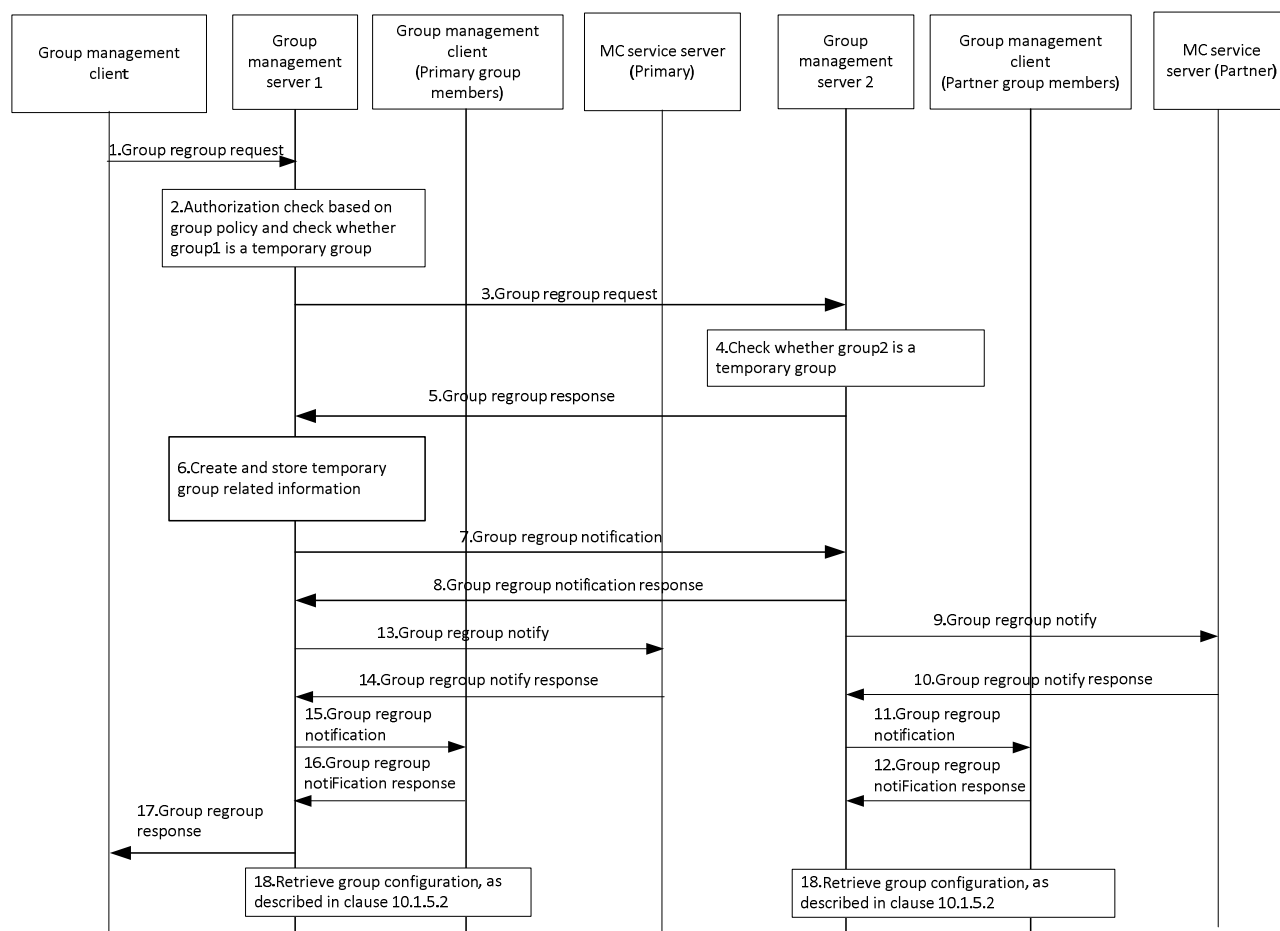 Group management
client
Group
management
server 1
Group management
client
(Primary group
members)
MC service server
(Primary)
Group
management
server 2
Group management
client
(Partner group members)
MC service
server (Partner)
1.Group regroup request
2.Authorization check based on
group policy and check whether
group1 is a temporary group
3.Group regroup request
4.Check whether group2 is a
temporary group
5.Group regroup response
6.Create and store temporary
group related information
7.Group regroup notification
8.Group regroup notification response
13.Group regroup notify
9.Group regroup notify
14.Group regroup notify response
10.Group regroup notify response
15.Group regroup
notification
11.Group regroup
notification
16.Group regroup
notiFication response
12.Group regroup
notiFication response
17.Group regroup
response
18.Retrieve group configuration, as
described in clause 10.1.5.2
18.Retrieve group configuration, as
described in clause 10.1.5.2